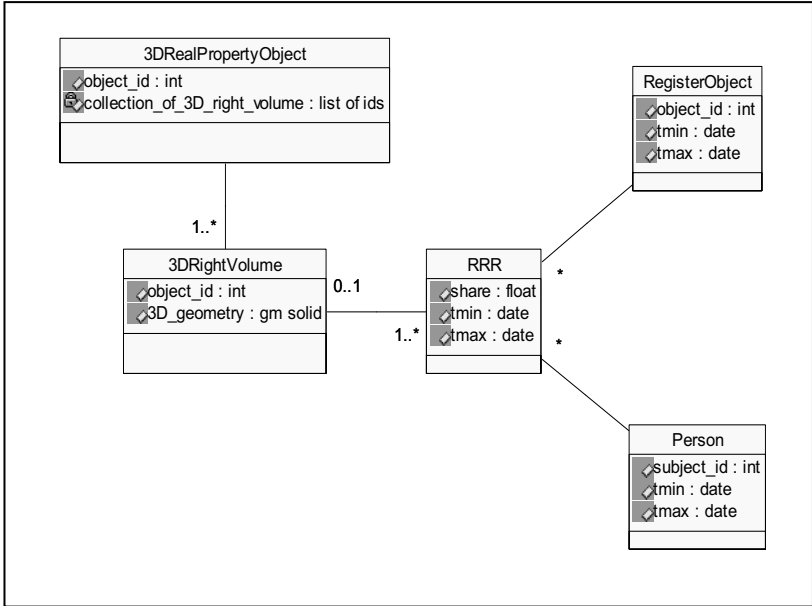 3DRealPropertyObject
object_id : int
collection_of_3D_right_volume : list of ids
RegisterObject
object_id : int
tmin : date
tmax : date
1..*
3DRightVolume
object_id : int
3D_geometry : gm solid
0..1
1..*
RRR
share : float
tmin : date
tmax : date
*
*
Person
subject_id : int
tmin : date
tmax : date